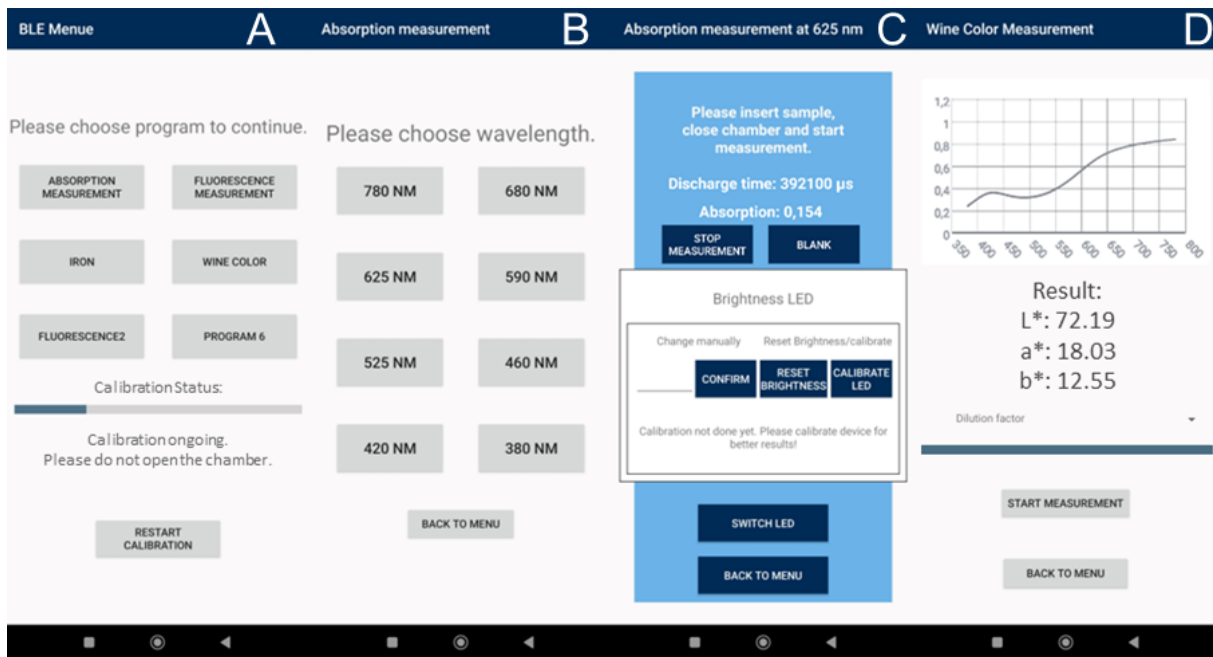 BLE Menue
A
Please choose program to continue.
ABSORPTION
MEASUREMENT
FLUORESCENCE
MEASUREMENT
IRON
WINE COLOR
FLUORESCENCE2
PROGRAM 6
Calibration Status:
Calibration ongoing.
Please do not open the chamber.
RESTART
CALIBRATION
Absorption measurement
B
Please choose wavelength.
780 NM
680 NM
625 NM
590 NM
525 NM
460 NM
420 NM
380 NM
BACK TO MENU
Absorption measurement at 625 nm
C
Please insert sample,
close chamber and start
measurement.
Discharge time: 392100 µs
Absorption: 0,154
STOP
MEASUREMENT
BLANK
Brightness LED
Change manually
Reset Brightness/calibrate
CONFIRM
RESET
BRIGHTNESS
CALIBRATE
LED
Calibration not done yet. Please calibrate device for
better results!
SWITCH LED
BACK TO MENU
Wine Color Measurement
D
1,2
1
0,8
0,6
0,4
0,2
0
350 400 450 500 550 600 650 700 750 800
Result:
L*: 72.19
a*: 18.03
b*: 12.55
Dilution factor
START MEASUREMENT
BACK TO MENU